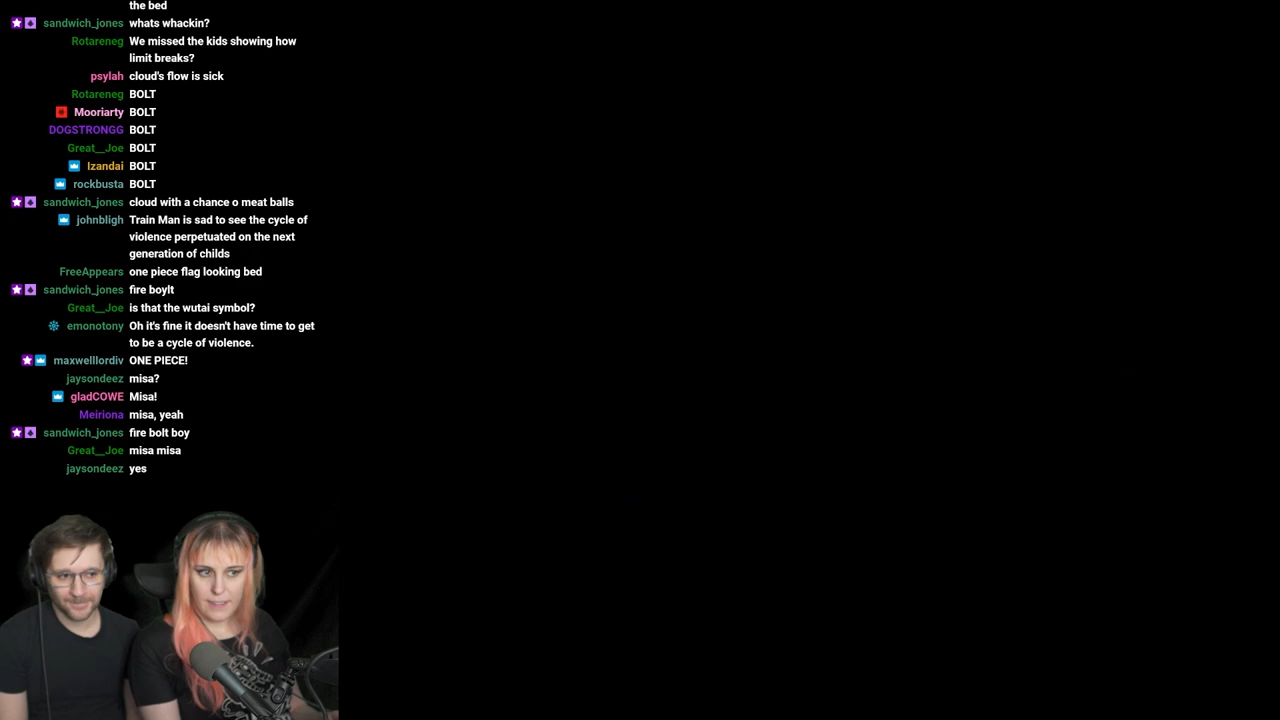 the bed
sandwich_jones whats whackin?
Rotareneg We missed the kids showing how
limit breaks?
psylah cloud's flow is sick
Rotareneg BOLT
Mooriarty BOLT
DOGSTRONGG BOLT
Great__Joe BOLT
Izandai BOLT
rockbusta BOLT
sandwich_jones cloud with a chance o meat balls
johnbligh Train Man is sad to see the cycle of
violence perpetuated on the next
generation of childs
FreeAppears one piece flag looking bed
sandwich_jones fire boylt
Great__Joe is that the wutai symbol?
emonotony Oh it's fine it doesn't have time to get
to be a cycle of violence.
maxwelllordiv ONE PIECE!
jaysondeez misa?
gladCOWE Misa!
Meiriona misa, yeah
sandwich_jones fire bolt boy
Great__Joe misa misa
jaysondeez yes